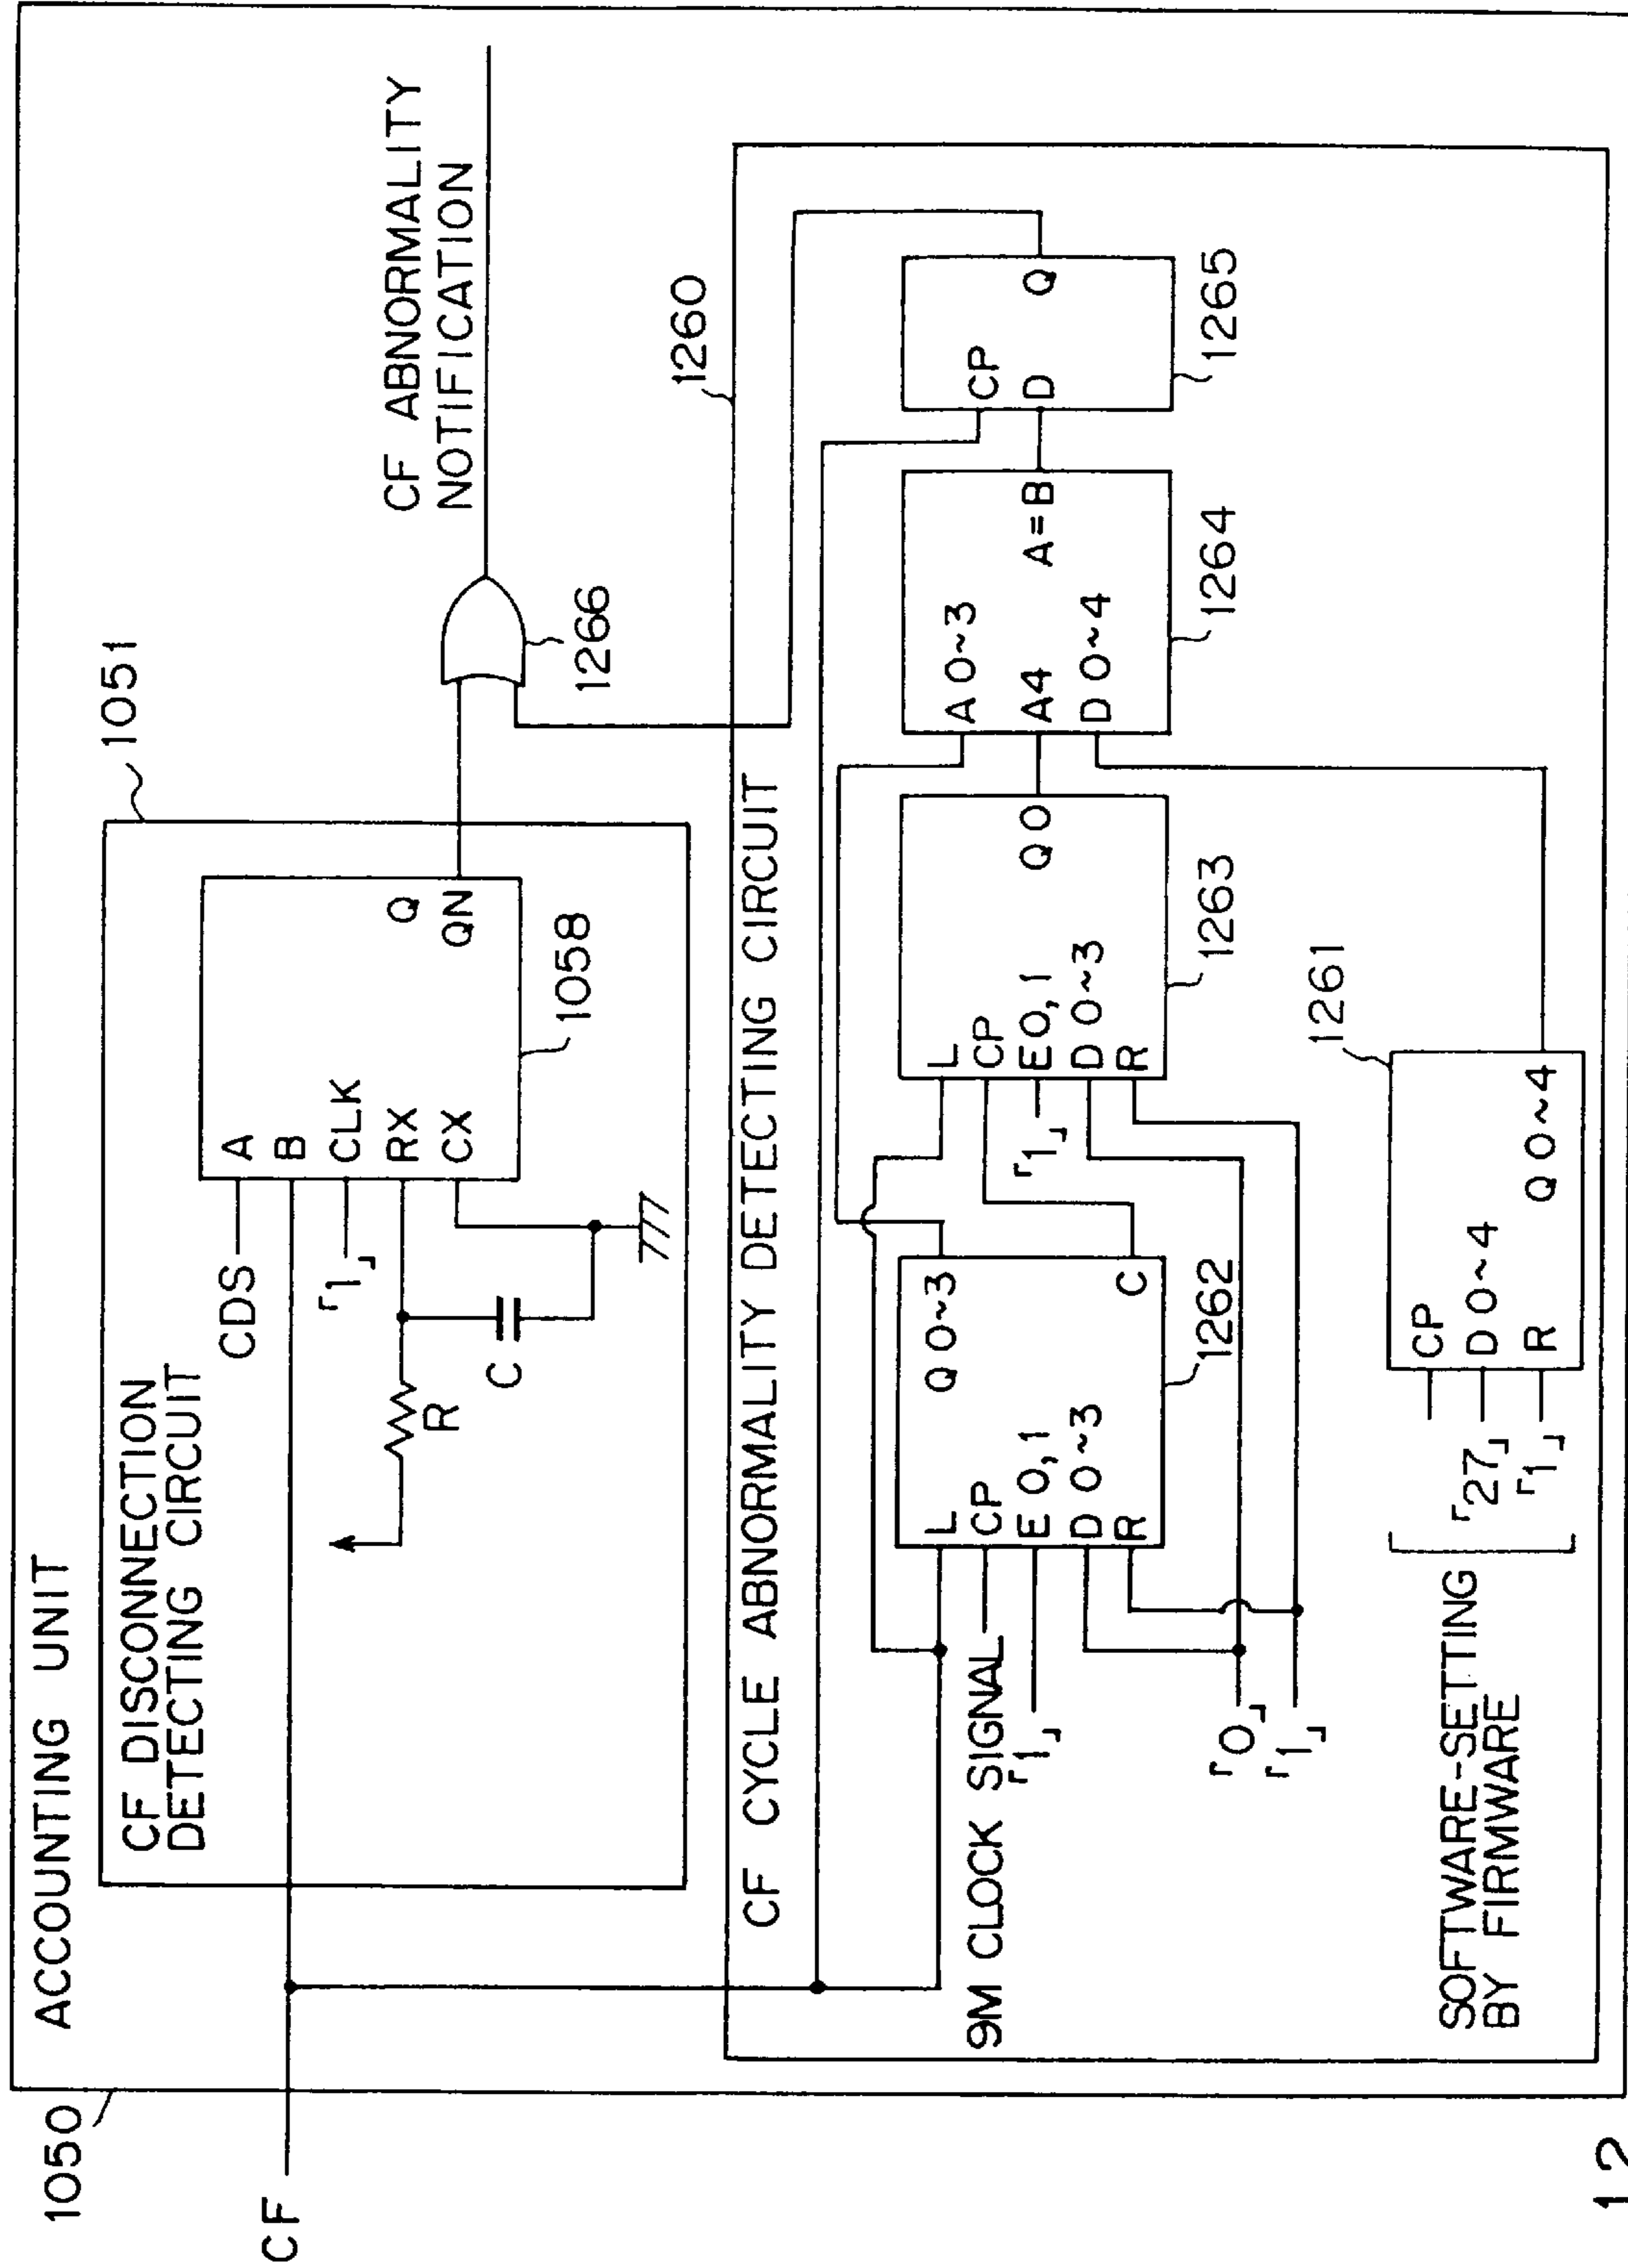 1050
ACCOUNTING UNIT
CF
CF DISCONNECTION
DETECTING CIRCUIT
1051
CDS
A
B
「1」
CLK
RX
CX
R
C
Q
QN
1058
1266
CF ABNORMALITY
NOTIFICATION
1260
CF CYCLE ABNORMALITY DETECTING CIRCUIT
9M CLOCK SIGNAL
「1」
「0」
「1」
L
CP
E 0,1
D 0~3
R
Q 0~3
C
1262
「1」
L
CP
E 0,1
D 0~3
R
Q 0
1263
A 0~3
A4
D 0~4
A=B
1264
CP
D
Q
1265
SOFTWARE-SETTING
BY FIRMWARE
「27」
「1」
CP
D 0~4
R
Q 0~4
1261
12